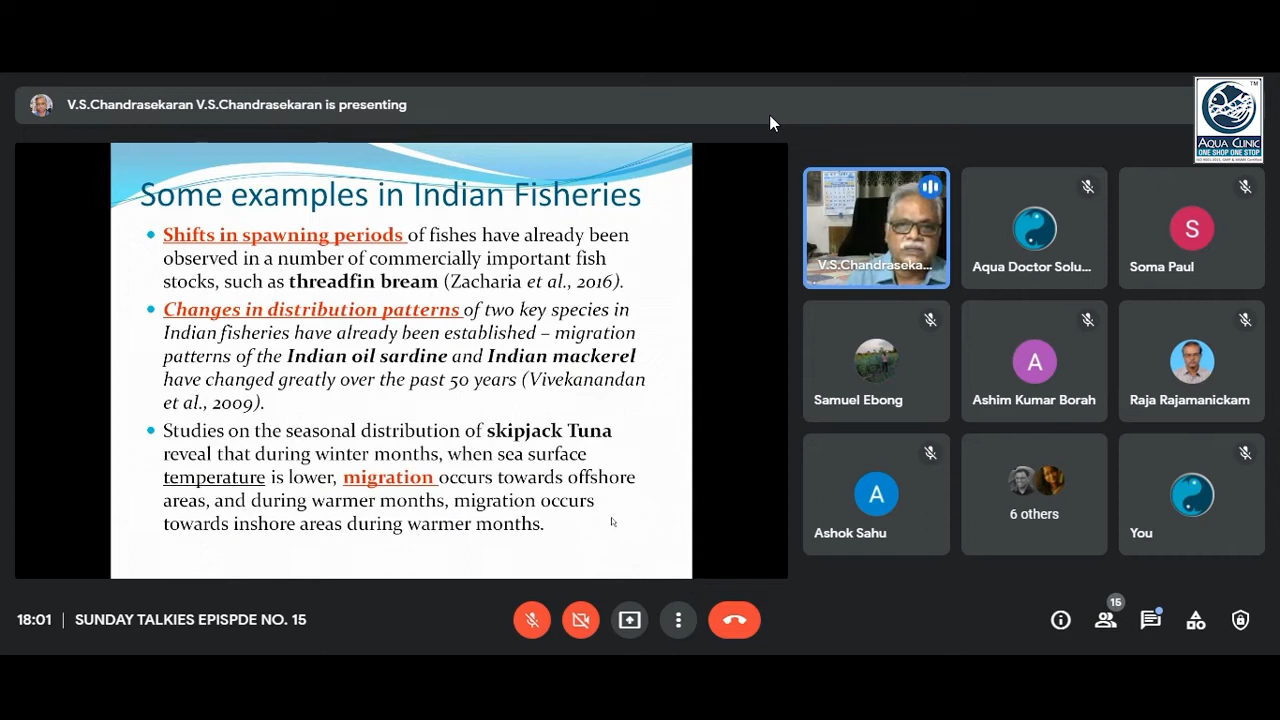 V.S.Chandrasekaran V.S.Chandrasekaran is presenting
AQUA CLINIC
ONE SHOP ONE STOP
Some examples in Indian Fisheries
Shifts in spawning periods of fishes have already been
observed in a number of commercially important fish
stocks, such as threadfin bream (Zacharia et al., 2016).
Changes in distribution patterns of two key species in
Indian fisheries have already been established – migration
patterns of the Indian oil sardine and Indian mackerel
have changed greatly over the past 50 years (Vivekanandan
et al., 2009).
Studies on the seasonal distribution of skipjack Tuna
reveal that during winter months, when sea surface
temperature is lower, migration occurs towards offshore
areas, and during warmer months, migration occurs
towards inshore areas during warmer months.
V.S.Chandraseka...
Aqua Doctor Solu...
S
Soma Paul
Samuel Ebong
A
Ashim Kumar Borah
Raja Rajamanickam
A
Ashok Sahu
6 others
You
18:01 | SUNDAY TALKIES EPISPDE NO. 15
15